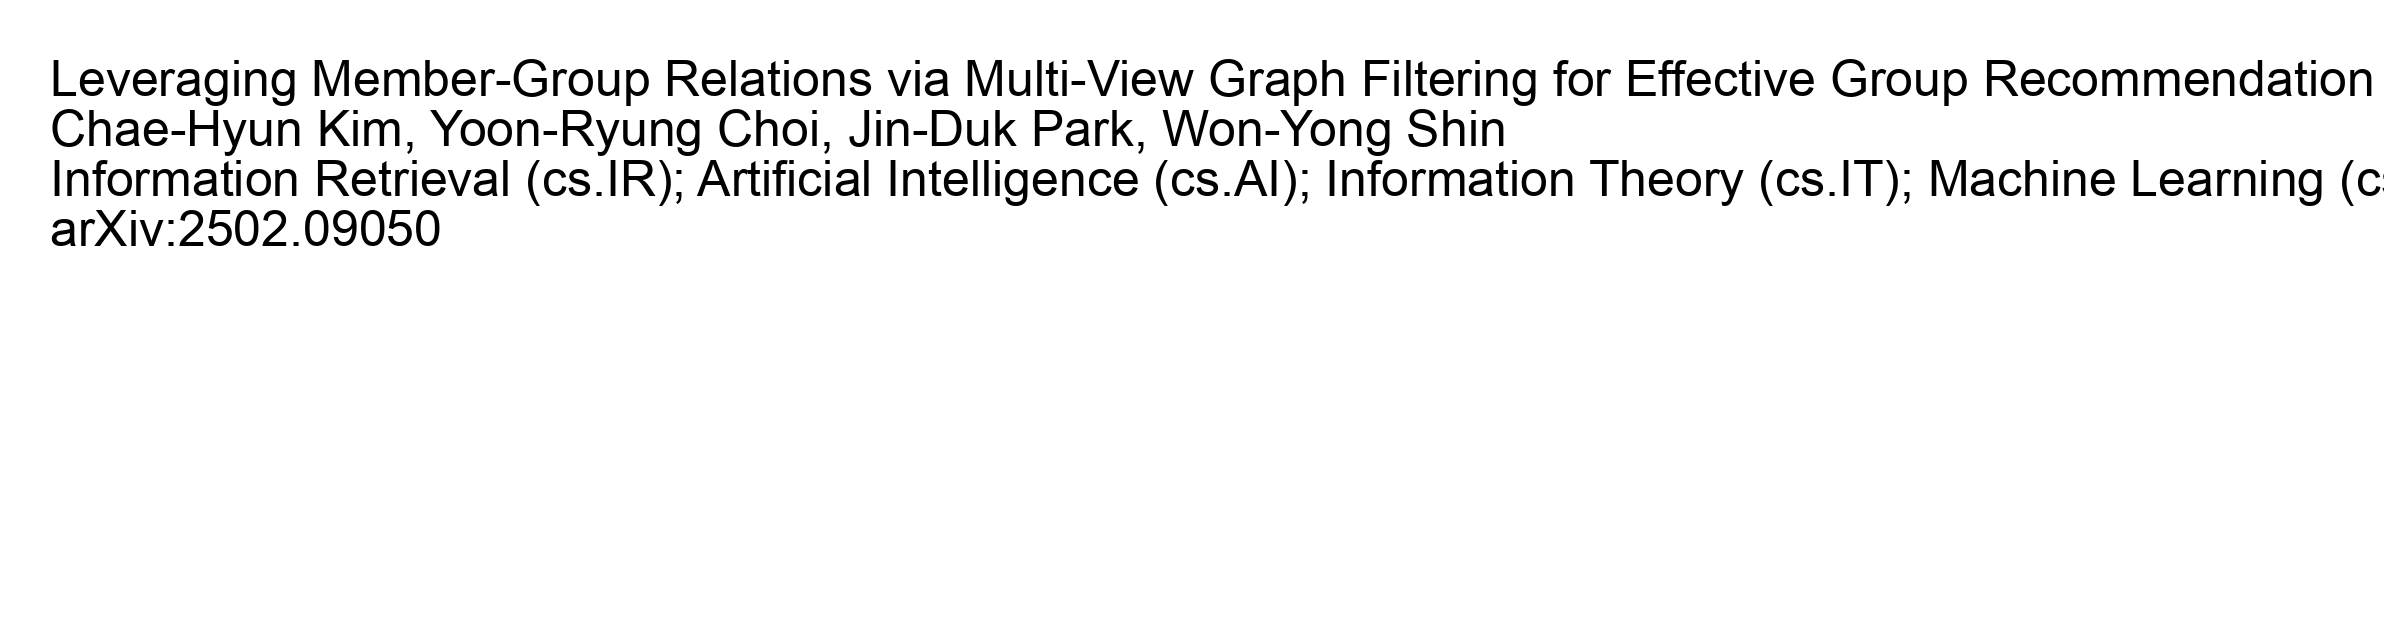 Leveraging Member-Group Relations via Multi-View Graph Filtering for Effective Group Recommendation
Chae-Hyun Kim, Yoon-Ryung Choi, Jin-Duk Park, Won-Yong Shin
Information Retrieval (cs.IR); Artificial Intelligence (cs.AI); Information Theory (cs.IT); Machine Learning
arXiv:2502.09050